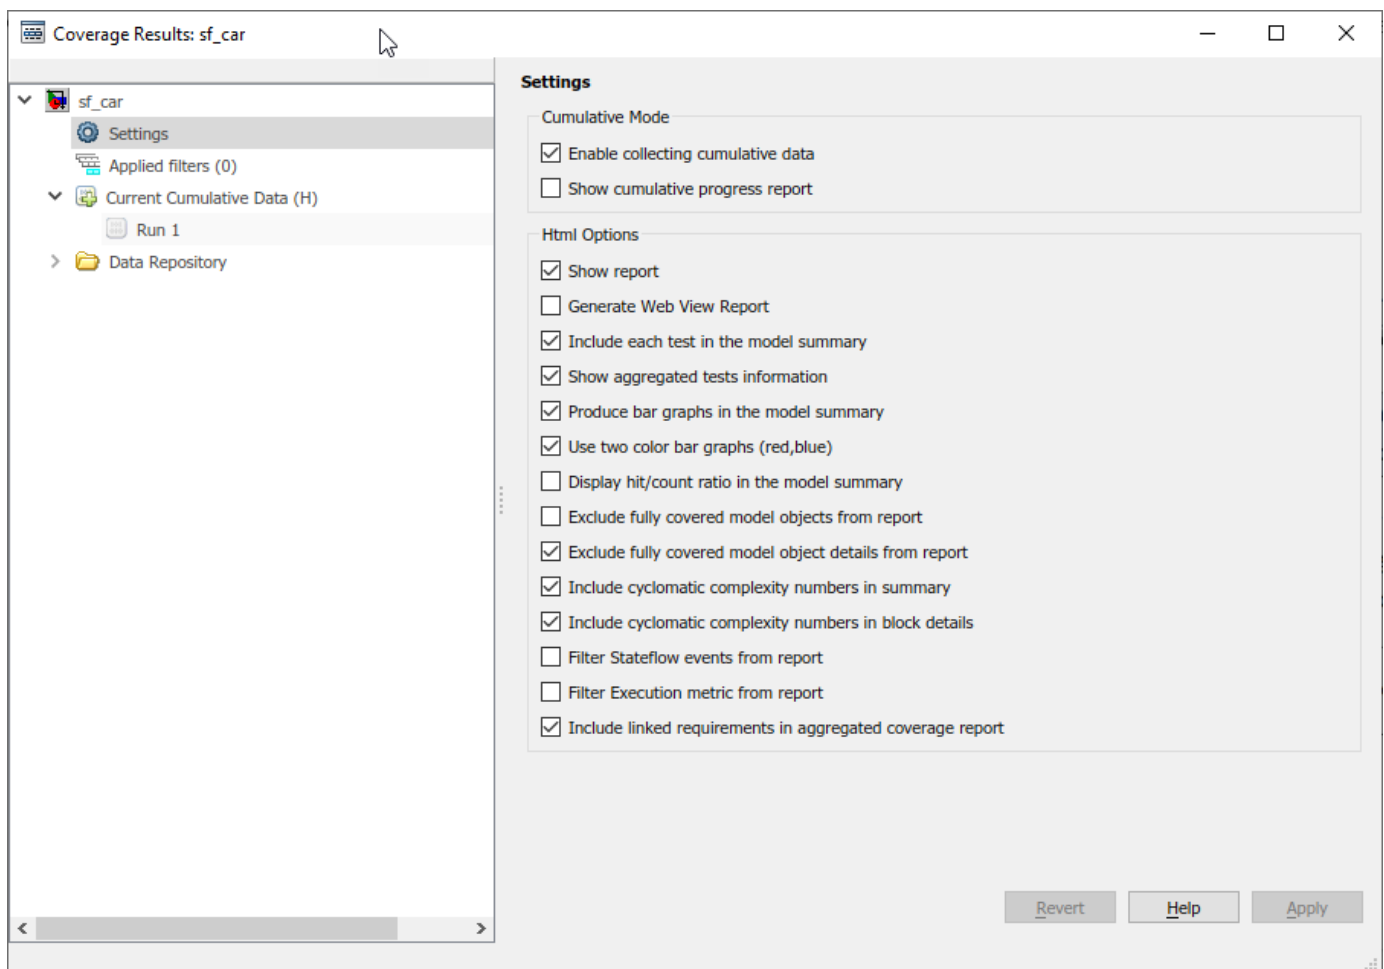 Coverage Results: sf_car
sf_car
Settings
Applied filters (0)
Current Cumulative Data (H)
Run 1
Data Repository
Settings
Cumulative Mode
Enable collecting cumulative data
Show cumulative progress report
Html Options
Show report
Generate Web View Report
Include each test in the model summary
Show aggregated tests information
Produce bar graphs in the model summary
Use two color bar graphs (red,blue)
Display hit/count ratio in the model summary
Exclude fully covered model objects from report
Exclude fully covered model object details from report
Include cyclomatic complexity numbers in summary
Include cyclomatic complexity numbers in block details
Filter Stateflow events from report
Filter Execution metric from report
Include linked requirements in aggregated coverage report
Revert Help Apply